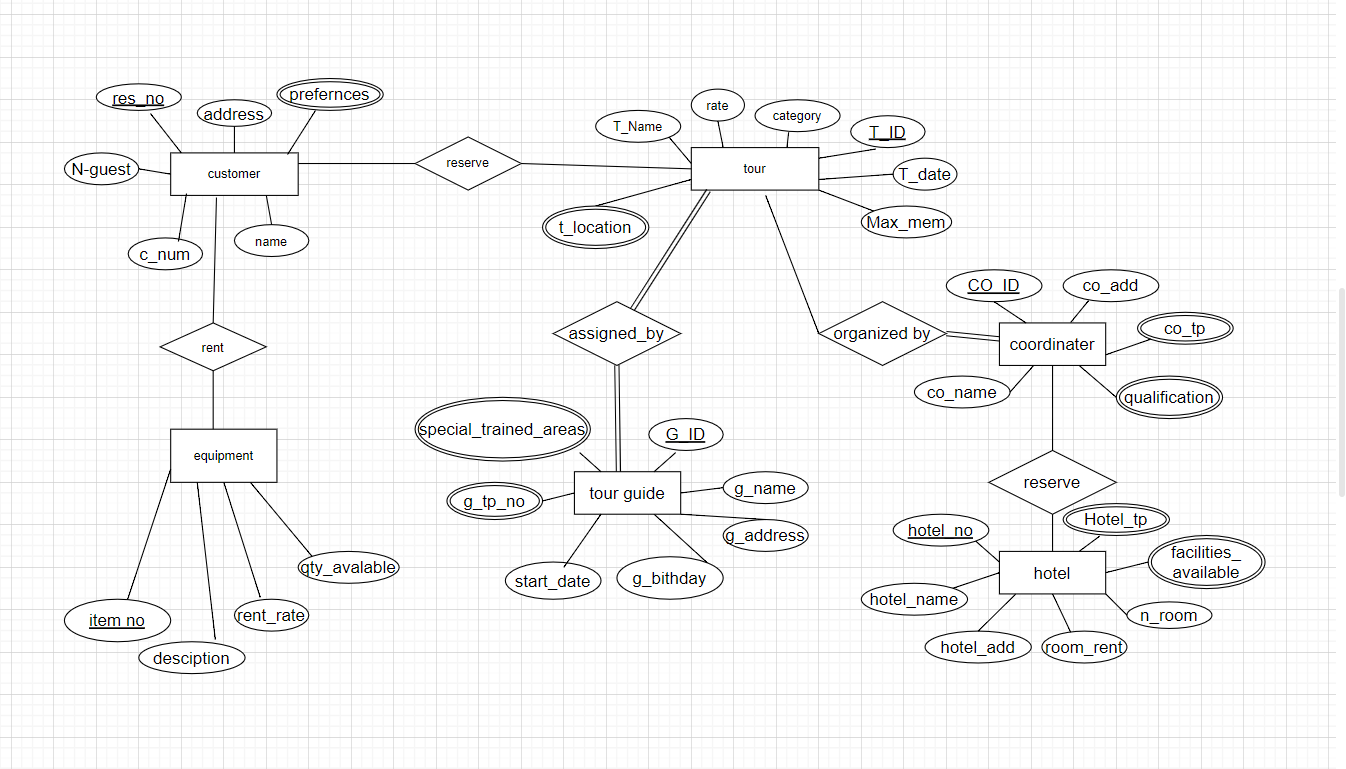 res_no
address
prefernces
N-guest
customer
c_num
name
reserve
T_Name
rate
category
T_ID
tour
T_date
t_location
Max_mem
rent
assigned_by
organized by
CO_ID
co_add
co_tp
coordinater
co_name
qualification
equipment
item no
desciption
rent_rate
qty_avalable
special_trained_areas
G_ID
g_tp_no
tour guide
g_name
g_address
start_date
g_bithday
reserve
hotel_no
Hotel_tp
facilities_
available
hotel
hotel_name
n_room
hotel_add
room_rent